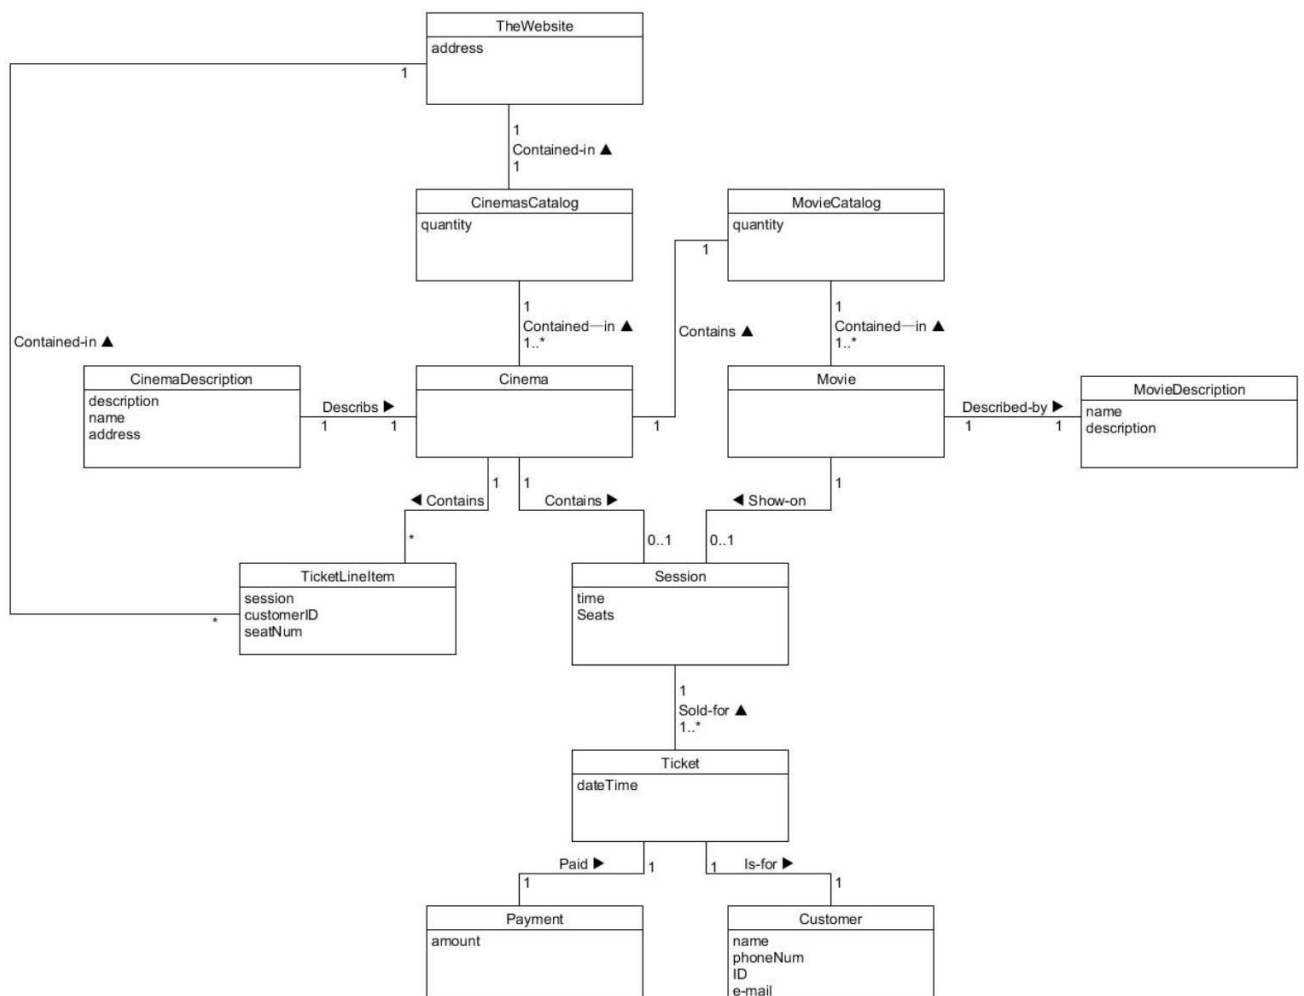 TheWebsite
address
1
1
Contained-in ▲
1
CinemasCatalog
quantity
MovieCatalog
quantity
1
1
Contained—in ▲
1..*
Contains ▲
1
Contained—in ▲
1..*
Contained-in ▲
CinemaDescription
description
name
address
Describs ►
1
1
Cinema
1
Movie
Described-by ►
1
1
MovieDescription
name
description
1
◄ Contains
*
1
Contains ►
0..1
1
◄ Show-on
0..1
TicketLineItem
session
customerID
seatNum
*
Session
time
Seats
1
Sold-for ▲
1..*
Ticket
dateTime
Paid ►
1
1
1
Is-for ►
1
Payment
amount
Customer
name
phoneNum
ID
e-mail